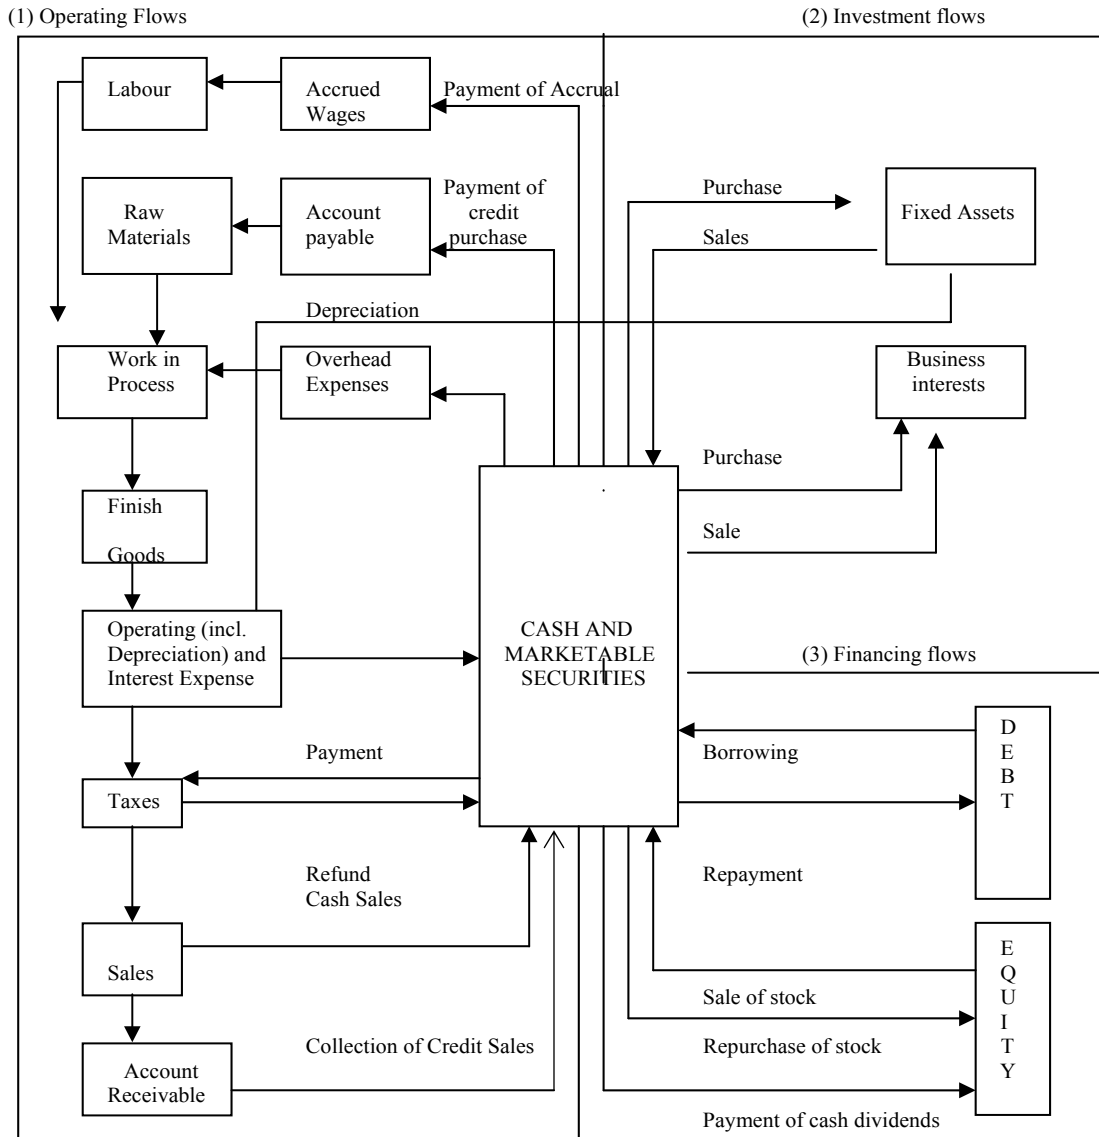 (1) Operating Flows
(2) Investment flows
Labour
Accrued
Wages
Payment of Accrual
Raw
Materials
Account
payable
Payment of
credit
purchase
Purchase
Sales
Fixed Assets
Depreciation
Work in
Process
Overhead
Expenses
Business
interests
Purchase
Finish
Goods
Sale
Operating (incl.
Depreciation) and
Interest Expense
CASH AND
MARKETABLE
SECURITIES
(3) Financing flows
Payment
Borrowing
D
E
B
T
Taxes
Refund
Cash Sales
Repayment
Sales
Sale of stock
E
Q
U
I
T
Y
Account
Receivable
Collection of Credit Sales
Repurchase of stock
Payment of cash dividends